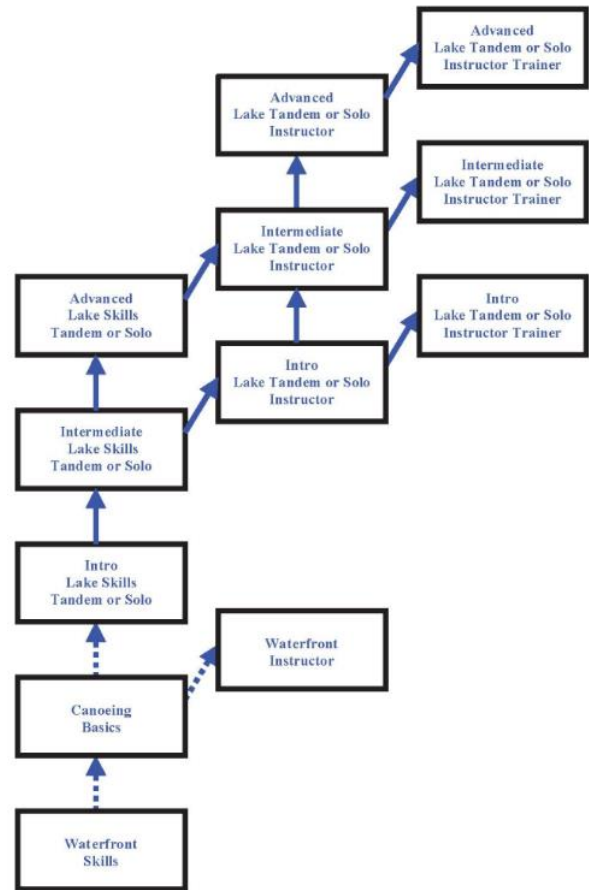 Advanced
Lake Tandem or Solo
Instructor Trainer
Advanced
Lake Tandem or Solo
Instructor
Intermediate
Lake Tandem or Solo
Instructor Trainer
Intermediate
Lake Tandem or Solo
Instructor
Advanced
Lake Skills
Tandem or Solo
Intro
Lake Tandem or Solo
Instructor Trainer
Intro
Lake Tandem or Solo
Instructor
Intermediate
Lake Skills
Tandem or Solo
Intro
Lake Skills
Tandem or Solo
Waterfront
Instructor
Canoeing
Basics
Waterfront
Skills